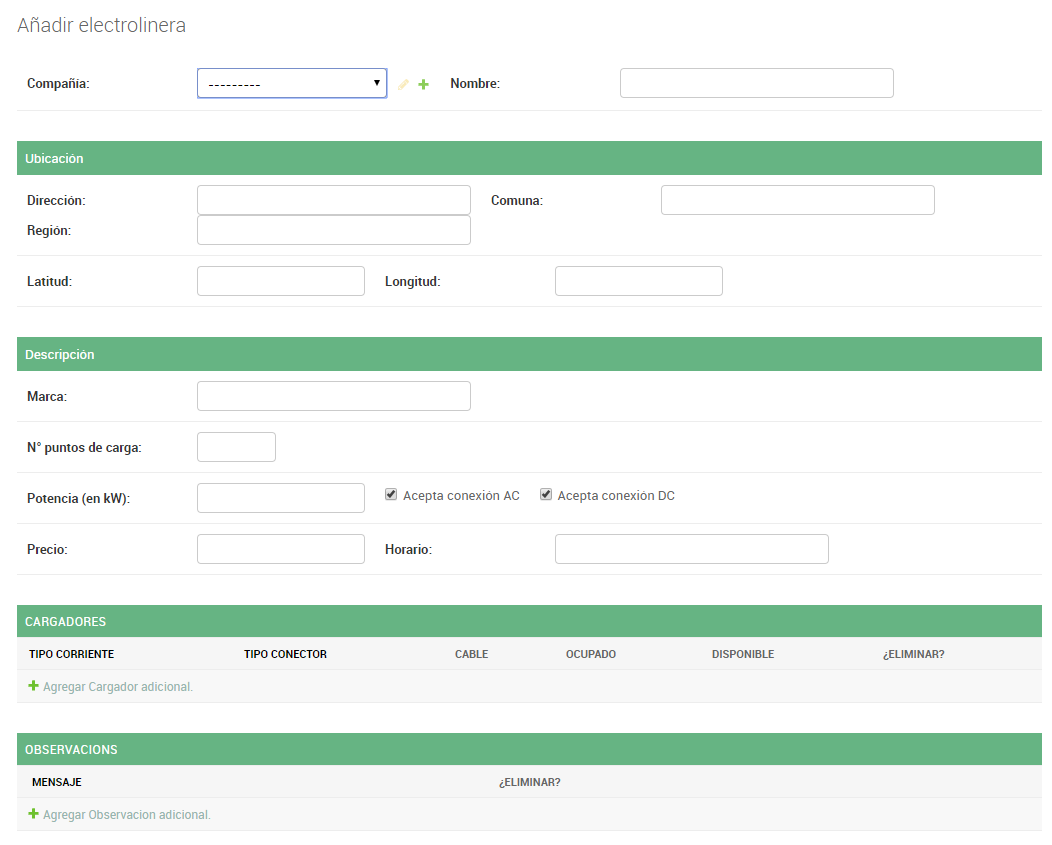 Añadir electrolinera
Compañía: --------- Nombre:
Ubicación
Dirección: Comuna:
Región:
Latitud: Longitud:
Descripción
Marca:
N° puntos de carga:
Potencia (en kW): Acepta conexión AC Acepta conexión DC
Precio: Horario:
CARGADORES
TIPO CORRIENTE TIPO CONECTOR CABLE OCUPADO DISPONIBLE ¿ELIMINAR?
Agregar Cargador adicional.
OBSERVACIONS
MENSAJE ¿ELIMINAR?
Agregar Observacion adicional.